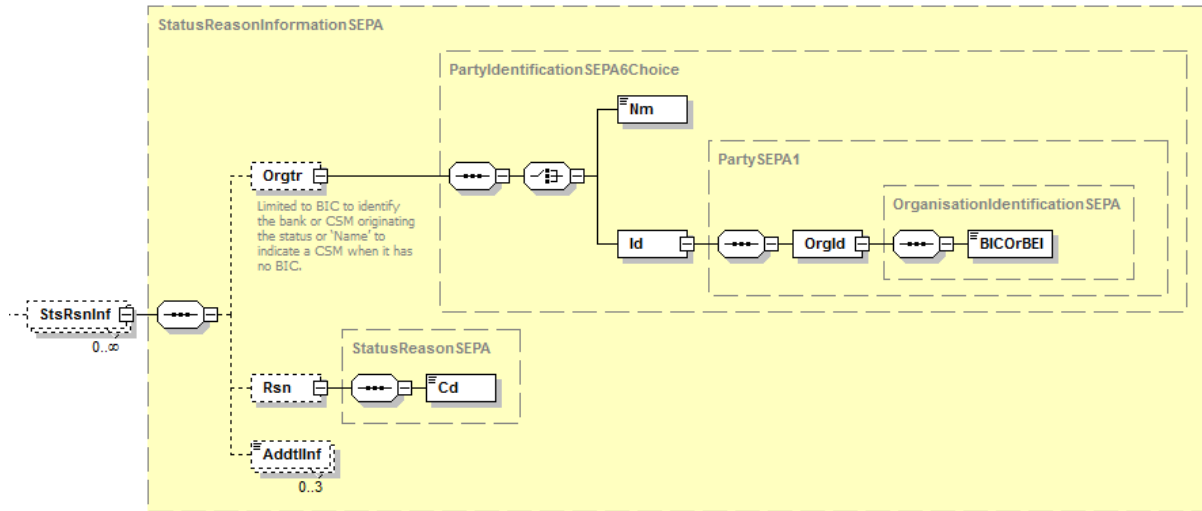 StatusReasonInformationSEPA
PartyIdentificationSEPA6Choice
Nm
PartySEPA1
Orgtr
Limited to BIC to identify
the bank or CSM originating
the status or 'Name' to
indicate a CSM when it has
no BIC.
OrganisationIdentificationSEPA
Id
OrgId
BICOrBEI
StsRsnInf
0..∞
StatusReasonSEPA
Rsn
Cd
AddtlInf
0..3